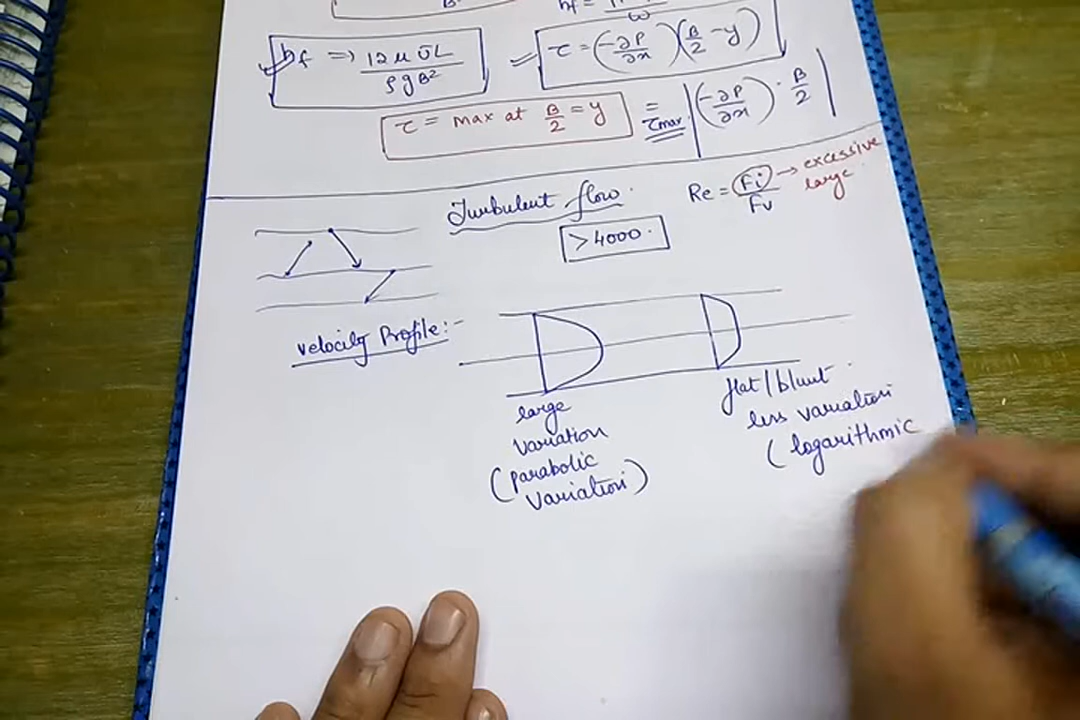 hf => 12 μ Ū L / ρ g B²
τ = (-∂P/∂x)(B/2 - y)
τ = max at B/2 = y
= τmax |(-∂P/∂x) · B/2|
Turbulent flow.
Re = Fi/Fv → excessive large
> 4000.
Velocity Profile:-
large
variation
(parabolic
variation)
flat/blunt.
less variation
(logarithmic